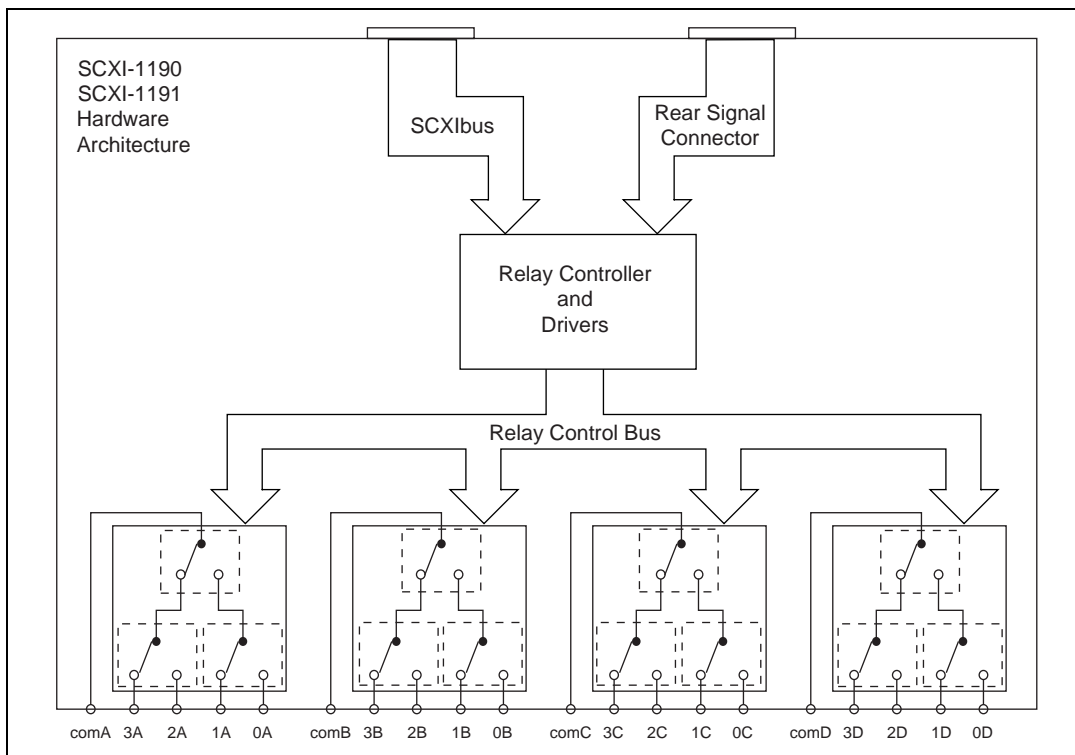 SCXI-1190
SCXI-1191
Hardware
Architecture
SCXIbus
Rear Signal
Connector
Relay Controller
and
Drivers
Relay Control Bus
comA 3A 2A 1A 0A comB 3B 2B 1B 0B comC 3C 2C 1C 0C comD 3D 2D 1D 0D